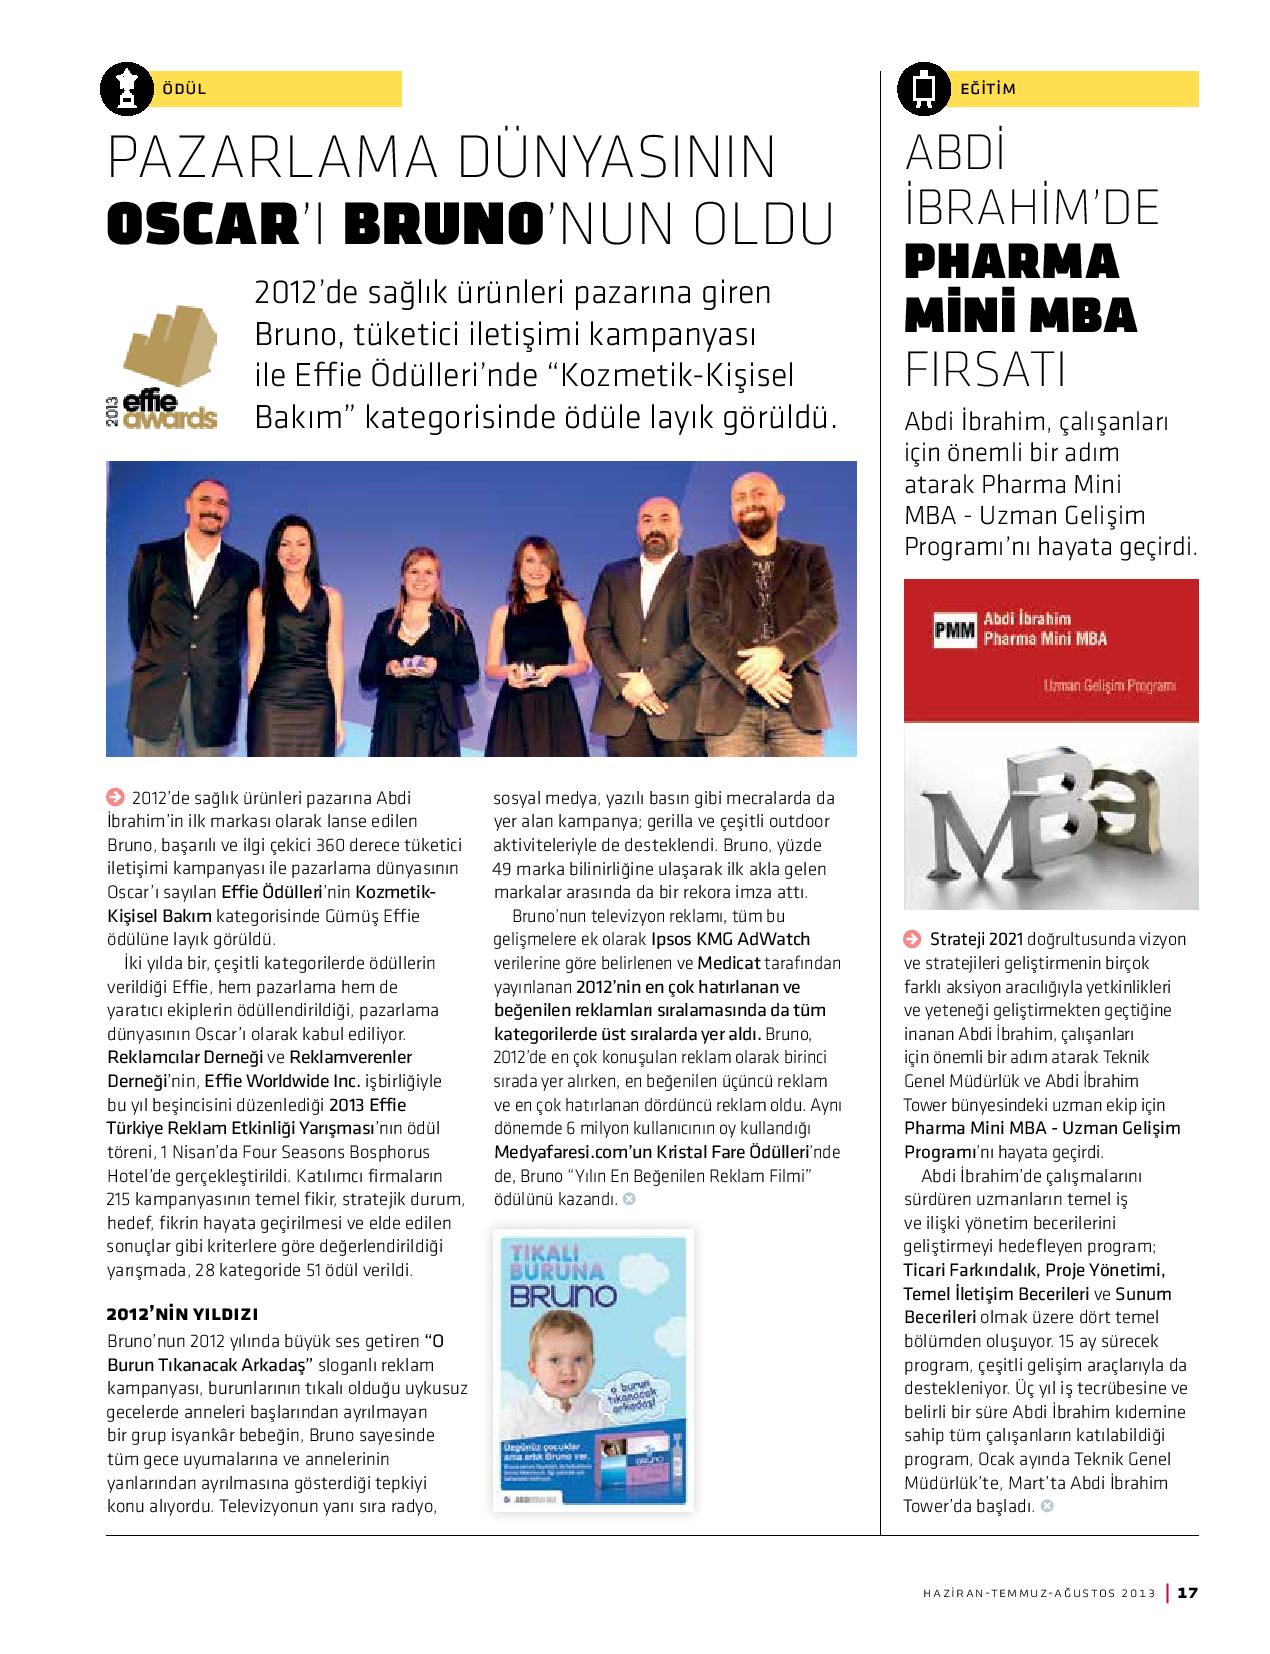 ÖDÜL
PAZARLAMA DÜNYASININ
OSCAR’I BRUNO’NUN OLDU
2013
effie
awards
2012’de sağlık ürünleri pazarına giren
Bruno, tüketici iletişimi kampanyası
ile Effie Ödülleri’nde “Kozmetik-Kişisel
Bakım” kategorisinde ödüle layık görüldü.
2012’de sağlık ürünleri pazarına Abdi
İbrahim’in ilk markası olarak lanse edilen
Bruno, başarılı ve ilgi çekici 360 derece tüketici
iletişimi kampanyası ile pazarlama dünyasının
Oscar’ı sayılan Effie Ödülleri’nin Kozmetik-
Kişisel Bakım kategorisinde Gümüş Effie
ödülüne layık görüldü.
İki yılda bir, çeşitli kategorilerde ödüllerin
verildiği Effie, hem pazarlama hem de
yaratıcı ekiplerin ödüllendirildiği, pazarlama
dünyasının Oscar’ı olarak kabul ediliyor.
Reklamcılar Derneği ve Reklamverenler
Derneği’nin, Effie Worldwide Inc. işbirliğiyle
bu yıl beşincisini düzenlediği 2013 Effie
Türkiye Reklam Etkinliği Yarışması’nın ödül
töreni, 1 Nisan’da Four Seasons Bosphorus
Hotel’de gerçekleştirildi. Katılımcı firmaların
215 kampanyasının temel fikir, stratejik durum,
hedef, fikrin hayata geçirilmesi ve elde edilen
sonuçlar gibi kriterlere göre değerlendirildiği
yarışmada, 28 kategoride 51 ödül verildi.
2012’NİN YILDIZI
Bruno’nun 2012 yılında büyük ses getiren “O
Burun Tıkanacak Arkadaş” sloganlı reklam
kampanyası, burunlarının tıkalı olduğu uykusuz
gecelerde anneleri başlarından ayrılmayan
bir grup isyankâr bebeğin, Bruno sayesinde
tüm gece uyumalarına ve annelerinin
yanlarından ayrılmasına gösterdiği tepkiyi
konu alıyordu. Televizyonun yanı sıra radyo,
sosyal medya, yazılı basın gibi mecralarda da
yer alan kampanya; gerilla ve çeşitli outdoor
aktiviteleriyle de desteklendi. Bruno, yüzde
49 marka bilinirliğine ulaşarak ilk akla gelen
markalar arasında da bir rekora imza attı.
Bruno’nun televizyon reklamı, tüm bu
gelişmelere ek olarak Ipsos KMG AdWatch
verilerine göre belirlenen ve Medicat tarafından
yayınlanan 2012’nin en çok hatırlanan ve
beğenilen reklamları sıralamasında da tüm
kategorilerde üst sıralarda yer aldı. Bruno,
2012’de en çok konuşulan reklam olarak birinci
sırada yer alırken, en beğenilen üçüncü reklam
ve en çok hatırlanan dördüncü reklam oldu. Aynı
dönemde 6 milyon kullanıcının oy kullandığı
Medyafaresi.com’un Kristal Fare Ödülleri’nde
de, Bruno “Yılın En Beğenilen Reklam Filmi”
ödülünü kazandı.
TIKALI
BURUNA
BRUNO
o burun
tıkanacak
arkadaş!
Üzgünüz çocuklar
ama artık Bruno var.
BRUNO
EĞİTİM
ABDİ
İBRAHİM’DE
PHARMA
MİNİ MBA
FIRSATI
Abdi İbrahim, çalışanları
için önemli bir adım
atarak Pharma Mini
MBA - Uzman Gelişim
Programı’nı hayata geçirdi.
PMM
Abdi İbrahim
Pharma Mini MBA
Uzman Gelişim Programı
MBa
Strateji 2021 doğrultusunda vizyon
ve stratejileri geliştirmenin birçok
farklı aksiyon aracılığıyla yetkinlikleri
ve yeteneği geliştirmekten geçtiğine
inanan Abdi İbrahim, çalışanları
için önemli bir adım atarak Teknik
Genel Müdürlük ve Abdi İbrahim
Tower bünyesindeki uzman ekip için
Pharma Mini MBA - Uzman Gelişim
Programı’nı hayata geçirdi.
Abdi İbrahim’de çalışmalarını
sürdüren uzmanların temel iş
ve ilişki yönetim becerilerini
geliştirmeyi hedefleyen program;
Ticari Farkındalık, Proje Yönetimi,
Temel İletişim Becerileri ve Sunum
Becerileri olmak üzere dört temel
bölümden oluşuyor. 15 ay sürecek
program, çeşitli gelişim araçlarıyla da
destekleniyor. Üç yıl iş tecrübesine ve
belirli bir süre Abdi İbrahim kıdemine
sahip tüm çalışanların katılabildiği
program, Ocak ayında Teknik Genel
Müdürlük’te, Mart’ta Abdi İbrahim
Tower’da başladı.
HAZİRAN-TEMMUZ-AĞUSTOS 2013 | 17